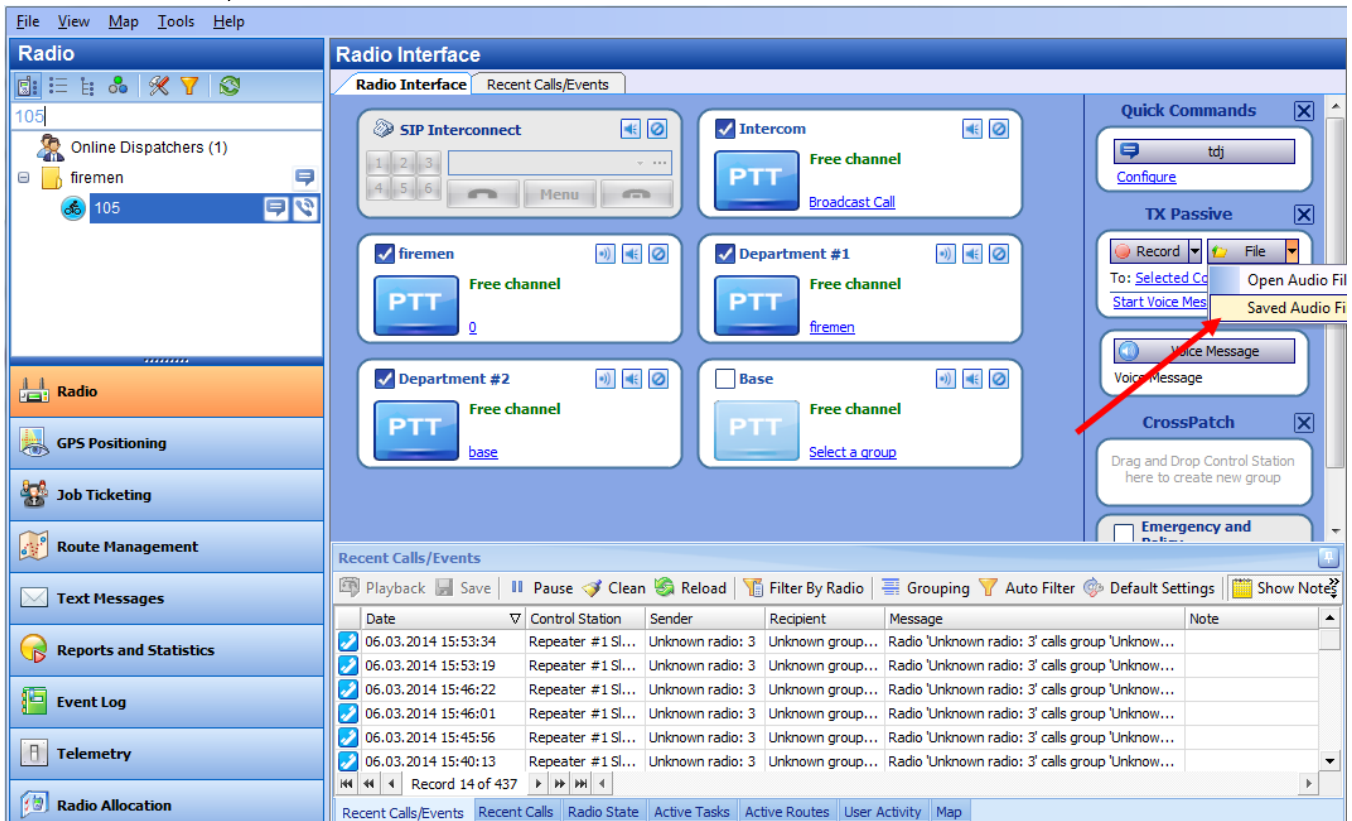 File View Map Tools Help
Radio
105
Online Dispatchers (1)
firemen
105
Radio
GPS Positioning
Job Ticketing
Route Management
Text Messages
Reports and Statistics
Event Log
Telemetry
Radio Allocation
Radio Interface
Radio Interface Recent Calls/Events
SIP Interconnect
1 2 3
4 5 6 Menu
Intercom
PTT
Free channel
Broadcast Call
firemen
PTT
Free channel
0
Department #1
PTT
Free channel
firemen
Department #2
PTT
Free channel
base
Base
PTT
Free channel
Select a group
Quick Commands
tdj
Configure
TX Passive
Record File
To: Selected Co
Open Audio Fil
Start Voice Mes
Saved Audio Fi
Voice Message
Voice Message
CrossPatch
Drag and Drop Control Station
here to create new group
Emergency and
Recent Calls/Events
Playback Save Pause Clean Reload Filter By Radio Grouping Auto Filter Default Settings Show Notes
Date Control Station Sender Recipient Message Note
06.03.2014 15:53:34 Repeater #1 Sl... Unknown radio: 3 Unknown group... Radio 'Unknown radio: 3' calls group 'Unknow...
06.03.2014 15:53:19 Repeater #1 Sl... Unknown radio: 3 Unknown group... Radio 'Unknown radio: 3' calls group 'Unknow...
06.03.2014 15:46:22 Repeater #1 Sl... Unknown radio: 3 Unknown group... Radio 'Unknown radio: 3' calls group 'Unknow...
06.03.2014 15:46:01 Repeater #1 Sl... Unknown radio: 3 Unknown group... Radio 'Unknown radio: 3' calls group 'Unknow...
06.03.2014 15:45:56 Repeater #1 Sl... Unknown radio: 3 Unknown group... Radio 'Unknown radio: 3' calls group 'Unknow...
06.03.2014 15:40:13 Repeater #1 Sl... Unknown radio: 3 Unknown group... Radio 'Unknown radio: 3' calls group 'Unknow...
Record 14 of 437
Recent Calls/Events Recent Calls Radio State Active Tasks Active Routes User Activity Map